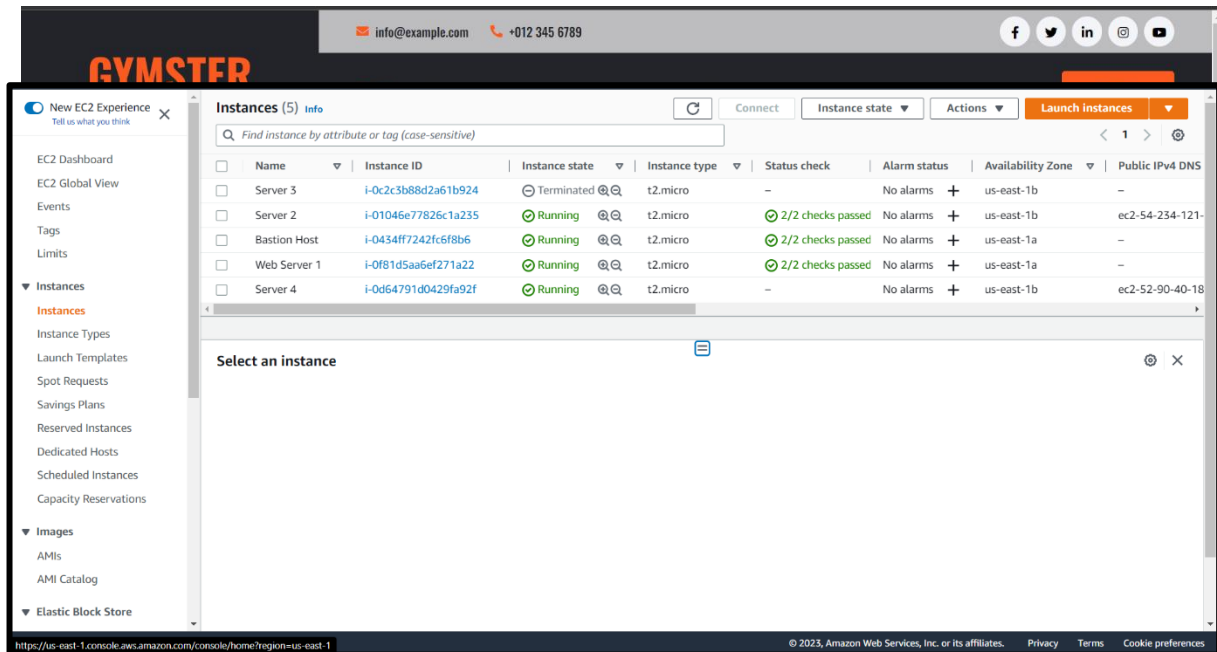 info@example.com +012 345 6789
GYMSTER
New EC2 Experience
Tell us what you think
EC2 Dashboard
EC2 Global View
Events
Tags
Limits
Instances
Instances
Instance Types
Launch Templates
Spot Requests
Savings Plans
Reserved Instances
Dedicated Hosts
Scheduled Instances
Capacity Reservations
Images
AMIs
AMI Catalog
Elastic Block Store
Instances (5) Info
Connect Instance state Actions Launch instances
Find instance by attribute or tag (case-sensitive)
1
Name Instance ID Instance state Instance type Status check Alarm status Availability Zone Public IPv4 DNS
Server 3 i-0c2c3b88d2a61b924 Terminated t2.micro – No alarms + us-east-1b –
Server 2 i-01046e77826c1a235 Running t2.micro 2/2 checks passed No alarms + us-east-1b ec2-54-234-121-
Bastion Host i-0434ff7242fc6f8b6 Running t2.micro 2/2 checks passed No alarms + us-east-1a –
Web Server 1 i-0f81d5aa6ef271a22 Running t2.micro 2/2 checks passed No alarms + us-east-1a –
Server 4 i-0d64791d0429fa92f Running t2.micro – No alarms + us-east-1b ec2-52-90-40-18
Select an instance
https://us-east-1.console.aws.amazon.com/console/home?region=us-east-1
© 2023, Amazon Web Services, Inc. or its affiliates. Privacy Terms Cookie preferences